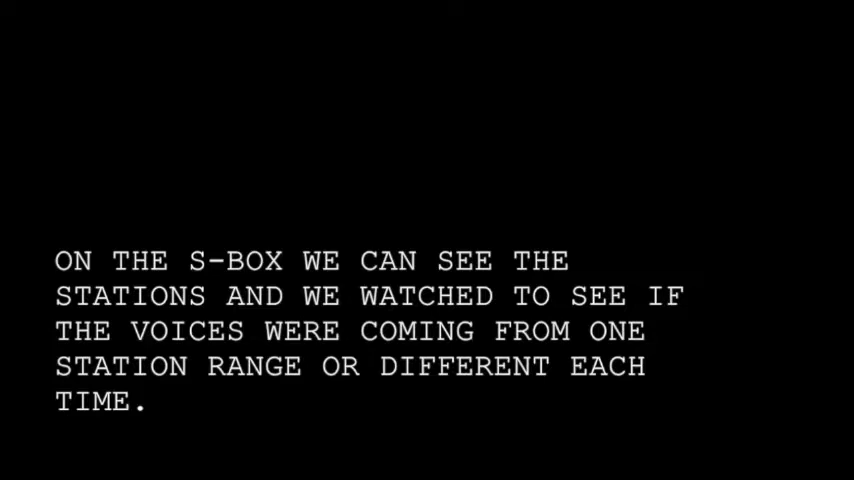 ON THE S-BOX WE CAN SEE THE
STATIONS AND WE WATCHED TO SEE IF
THE VOICES WERE COMING FROM ONE
STATION RANGE OR DIFFERENT EACH
TIME.